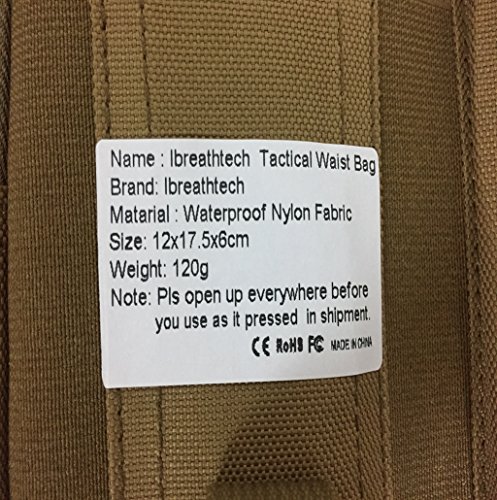 Name : Ibreathtech Tactical Waist Bag
Brand: Ibreathtech
Matarial : Waterproof Nylon Fabric
Size: 12x17.5x6cm
Weight: 120g
Note: Pls open up everywhere before
you use as it pressed in shipment.
CE RoHS FC MADE IN CHINA